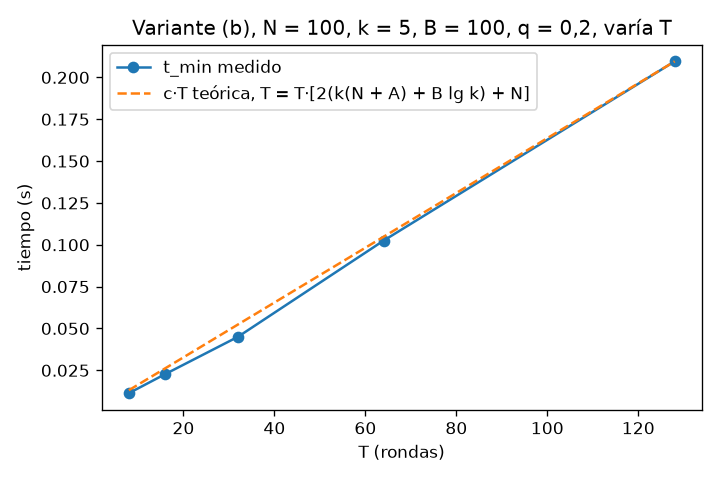 Variante (b), N = 100, k = 5, B = 100, q = 0,2, varía T
t_min medido
c·T teórica, T = T·[2(k(N + A) + B lg k) + N]
0.200
0.175
0.150
0.125
0.100
0.075
0.050
0.025
tiempo (s)
20 40 60 80 100 120
T (rondas)